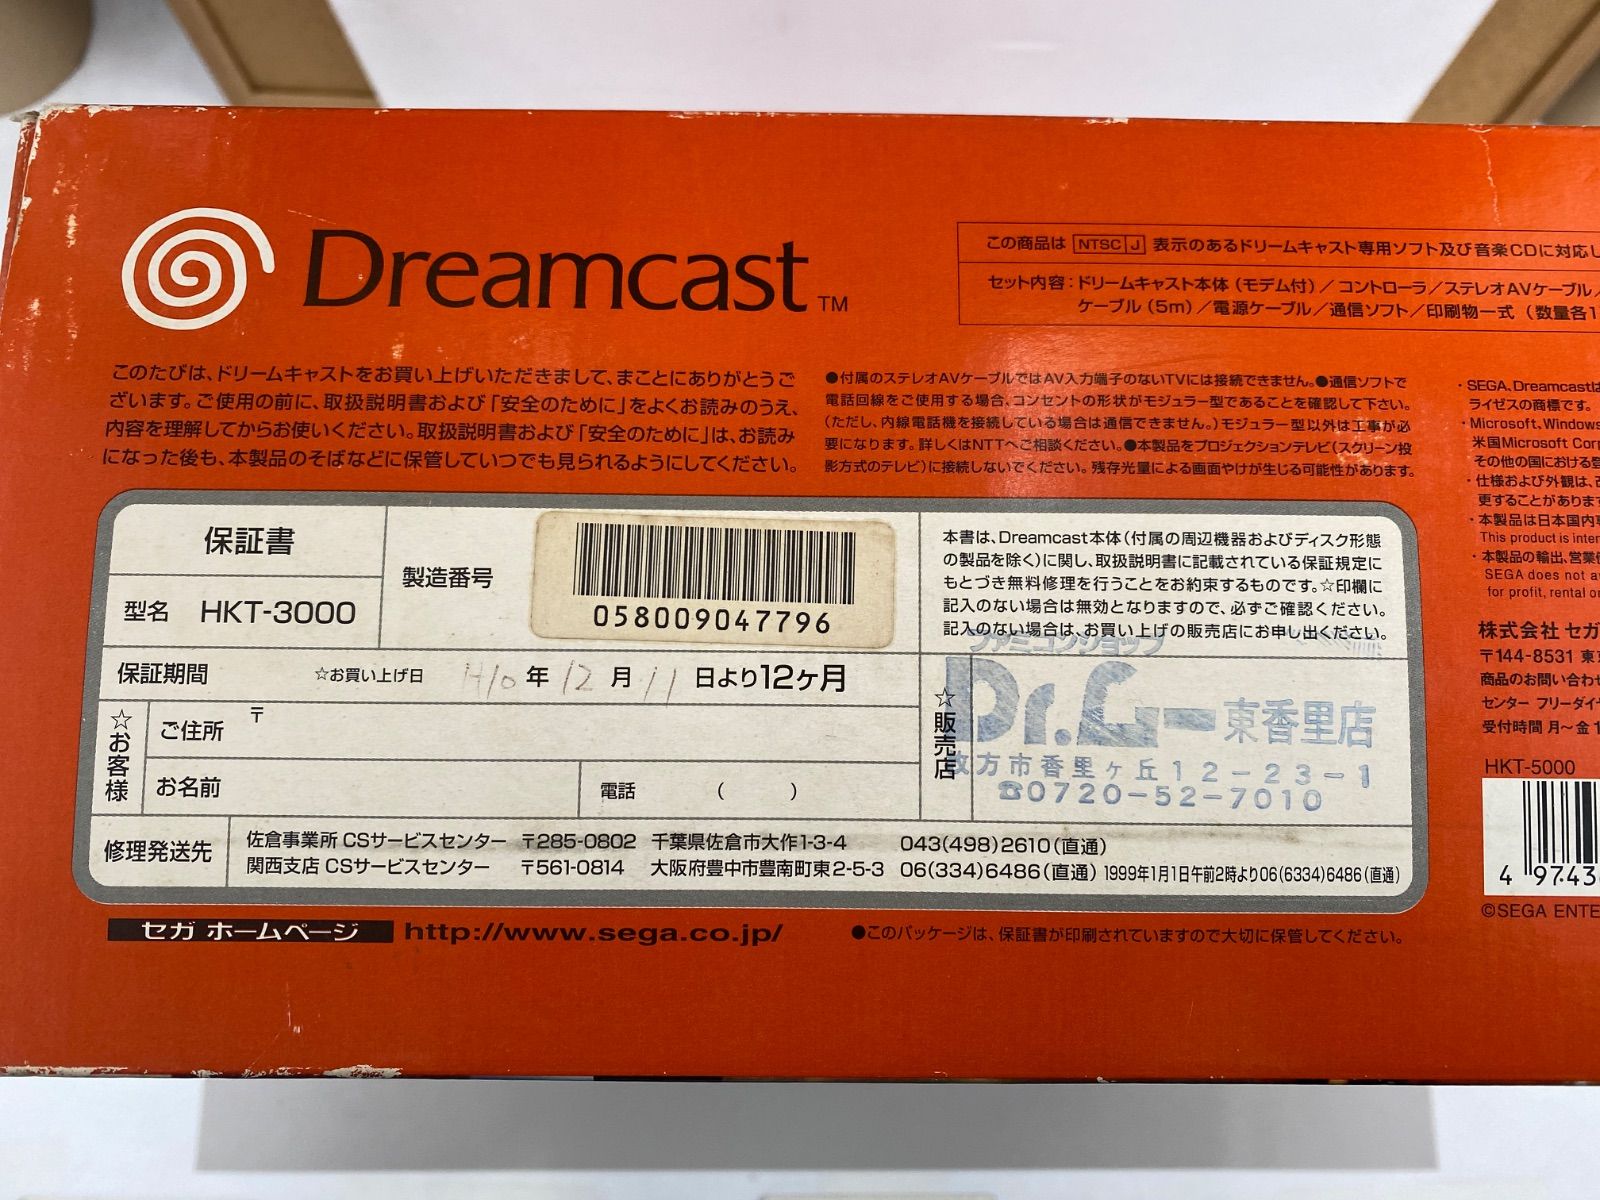 Dreamcast™
この商品は NTSC J 表示のあるドリームキャスト専用ソフト及び音楽CDに対応し
セット内容:ドリームキャスト本体(モデム付)/コントローラ/ステレオAVケーブル/
ケーブル(5m)/電源ケーブル/通信ソフト/印刷物一式(数量各1
このたびは、ドリームキャストをお買い上げいただきまして、まことにありがとうご
ざいます。ご使用の前に、取扱説明書および「安全のために」をよくお読みのうえ、
内容を理解してからお使いください。取扱説明書および「安全のために」は、お読み
になった後も、本製品のそばなどに保管していつでも見られるようにしてください。
●付属のステレオAVケーブルではAV入力端子のないTVには接続できません。●通信ソフトで
電話回線をご使用する場合、コンセントの形状がモジュラー型であることを確認して下さい。
(ただし、内線電話機を接続している場合は通信できません。)モジュラー型以外は工事が必
要になります。詳しくはNTTへご相談ください。●本製品をプロジェクションテレビ(スクリーン投
影方式のテレビ)に接続しないでください。残存光量による画面やけが生じる可能性があります。
・SEGA、Dreamcastは
ライゼスの商標です。
・Microsoft、Windows
米国Microsoft Corp
その他の国における
・仕様および外観は、
更することがあります
・本製品は日本国内
This product is inten
・本製品の輸出、営業
SEGA does not a
for profit, rental o
株式会社 セガ
〒144-8531 東
商品のお問い合わせ
センター フリーダイヤ
受付時間 月〜金 1
HKT-5000
4 97436
©SEGA ENTE
保証書
型名 HKT-3000
製造番号
058009047796
本書は、Dreamcast本体(付属の周辺機器およびディスク形態
の製品を除く)に関し、取扱説明書に記載されている保証規定に
もとづき無料修理を行うことをお約束するものです。☆印欄に
記入のない場合は無効となりますので、必ずご確認ください。
記入のない場合は、お買い上げの販売店にお申し出ください。
保証期間 ☆お買い上げ日 H10年12月11日より12ヶ月
☆お客様
ご住所 〒
お名前
電話 ( )
☆販売店
ファミコンショップ
Dr.Gー東香里店
枚方市香里ヶ丘12-23-1
☎0720-52-7010
修理発送先
佐倉事業所 CSサービスセンター 〒285-0802 千葉県佐倉市大作1-3-4 043(498)2610(直通)
関西支店 CSサービスセンター 〒561-0814 大阪府豊中市豊南町東2-5-3 06(334)6486(直通) 1999年1月1日午前2時より06(6334)6486(直通)
セガ ホームページ http://www.sega.co.jp/
●このパッケージは、保証書が印刷されていますので大切に保管してください。